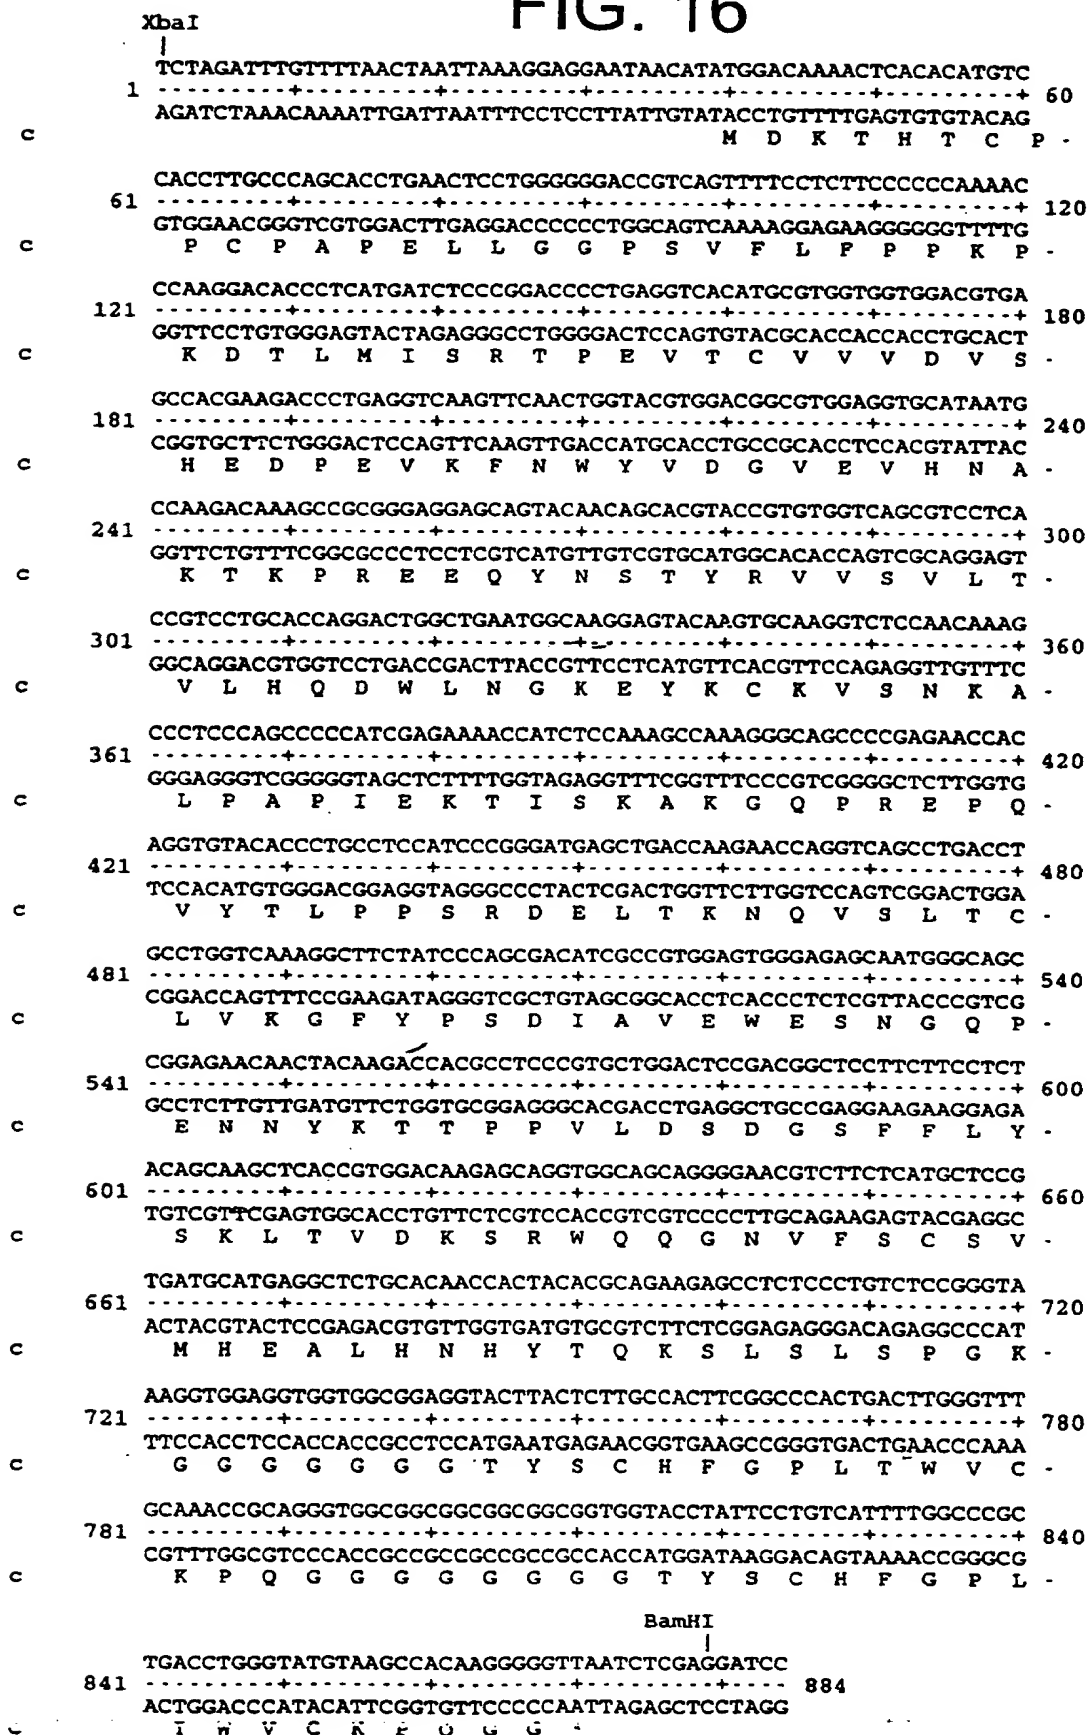 FIG. 16
XbaI
|
TCTAGATTTGTTTTAACTAATTAAAGGAGGAATAACATATGGACAAAACTCACACATGTC
1 ---------+---------+---------+---------+---------+---------+ 60
AGATCTAAACAAAATTGATTAATTTCCTCCTTATTGTATACCTGTTTTGAGTGTGTACAG
c M D K T H T C P -
CACCTTGCCCAGCACCTGAACTCCTGGGGGGACCGTCAGTTTTCCTCTTCCCCCCAAAAC
61 ---------+---------+---------+---------+---------+---------+ 120
GTGGAACGGGTCGTGGACTTGAGGACCCCCCTGGCAGTCAAAAGGAGAAGGGGGGTTTTG
c P C P A P E L L G G P S V F L F P P K P -
CCAAGGACACCCTCATGATCTCCCGGACCCCTGAGGTCACATGCGTGGTGGTGGACGTGA
121 ---------+---------+---------+---------+---------+---------+ 180
GGTTCCTGTGGGAGTACTAGAGGGCCTGGGGACTCCAGTGTACGCACCACCACCTGCACT
c K D T L M I S R T P E V T C V V V D V S -
GCCACGAAGACCCTGAGGTCAAGTTCAACTGGTACGTGGACGGCGTGGAGGTGCATAATG
181 ---------+---------+---------+---------+---------+---------+ 240
CGGTGCTTCTGGGACTCCAGTTCAAGTTGACCATGCACCTGCCGCACCTCCACGTATTAC
c H E D P E V K F N W Y V D G V E V H N A -
CCAAGACAAAGCCGCGGGAGGAGCAGTACAACAGCACGTACCGTGTGGTCAGCGTCCTCA
241 ---------+---------+---------+---------+---------+---------+ 300
GGTTCTGTTTCGGCGCCCTCCTCGTCATGTTGTCGTGCATGGCACACCAGTCGCAGGAGT
c K T K P R E E Q Y N S T Y R V V S V L T -
CCGTCCTGCACCAGGACTGGCTGAATGGCAAGGAGTACAAGTGCAAGGTCTCCAACAAAG
301 ---------+---------+---------+---------+---------+---------+ 360
GGCAGGACGTGGTCCTGACCGACTTACCGTTCCTCATGTTCACGTTCCAGAGGTTGTTTC
c V L H Q D W L N G K E Y K C K V S N K A -
CCCTCCCAGCCCCCATCGAGAAAACCATCTCCAAAGCCAAAGGGCAGCCCCGAGAACCAC
361 ---------+---------+---------+---------+---------+---------+ 420
GGGAGGGTCGGGGGTAGCTCTTTTGGTAGAGGTTTCGGTTTCCCGTCGGGGCTCTTGGTG
c L P A P I E K T I S K A K G Q P R E P Q -
AGGTGTACACCCTGCCTCCATCCCGGGATGAGCTGACCAAGAACCAGGTCAGCCTGACCT
421 ---------+---------+---------+---------+---------+---------+ 480
TCCACATGTGGGACGGAGGTAGGGCCCTACTCGACTGGTTCTTGGTCCAGTCGGACTGGA
c V Y T L P P S R D E L T K N Q V S L T C -
GCCTGGTCAAAGGCTTCTATCCCAGCGACATCGCCGTGGAGTGGGAGAGCAATGGGCAGC
481 ---------+---------+---------+---------+---------+---------+ 540
CGGACCAGTTTCCGAAGATAGGGTCGCTGTAGCGGCACCTCACCCTCTCGTTACCCGTCG
c L V K G F Y P S D I A V E W E S N G Q P -
CGGAGAACAACTACAAGACCACGCCTCCCGTGCTGGACTCCGACGGCTCCTTCTTCCTCT
541 ---------+---------+---------+---------+---------+---------+ 600
GCCTCTTGTTGATGTTCTGGTGCGGAGGGCACGACCTGAGGCTGCCGAGGAAGAAGGAGA
c E N N Y K T T P P V L D S D G S F F L Y -
ACAGCAAGCTCACCGTGGACAAGAGCAGGTGGCAGCAGGGGAACGTCTTCTCATGCTCCG
601 ---------+---------+---------+---------+---------+---------+ 660
TGTCGTTCGAGTGGCACCTGTTCTCGTCCACCGTCGTCCCCTTGCAGAAGAGTACGAGGC
c S K L T V D K S R W Q Q G N V F S C S V -
TGATGCATGAGGCTCTGCACAACCACTACACGCAGAAGAGCCTCTCCCTGTCTCCGGGTA
661 ---------+---------+---------+---------+---------+---------+ 720
ACTACGTACTCCGAGACGTGTTGGTGATGTGCGTCTTCTCGGAGAGGGACAGAGGCCCAT
c M H E A L H N H Y T Q K S L S L S P G K -
AAGGTGGAGGTGGTGGCGGAGGTACTTACTCTTGCCACTTCGGCCCACTGACTTGGGTTT
721 ---------+---------+---------+---------+---------+---------+ 780
TTCCACCTCCACCACCGCCTCCATGAATGAGAACGGTGAAGCCGGGTGACTGAACCCAAA
c G G G G G G G T Y S C H F G P L T W V C -
GCAAACCGCAGGGTGGCGGCGGCGGCGGCGGTGGTACCTATTCCTGTCATTTTGGCCCGC
781 ---------+---------+---------+---------+---------+---------+ 840
CGTTTGGCGTCCCACCGCCGCCGCCGCCGCCACCATGGATAAGGACAGTAAAACCGGGCG
c K P Q G G G G G G G G T Y S C H F G P L -
BamHI
|
TGACCTGGGTATGTAAGCCACAAGGGGGTTAATCTCGAGGATCC
841 ---------+---------+---------+---------+---- 884
ACTGGACCCATACATTCGGTGTTCCCCCAATTAGAGCTCCTAGG
c T W V C K P Q G G *